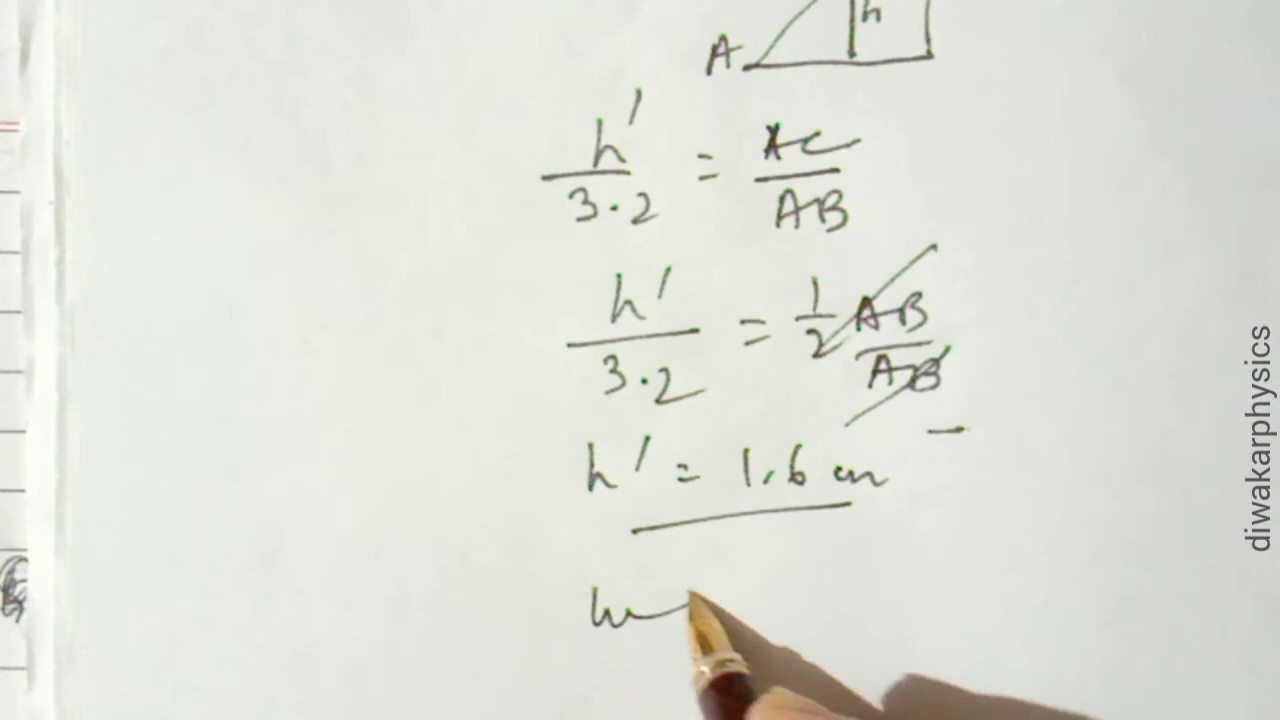 h
A
h' / 3.2 = AC / AB
h' / 3.2 = 1/2 AB / AB
h' = 1.6 cm
diwakarphysics